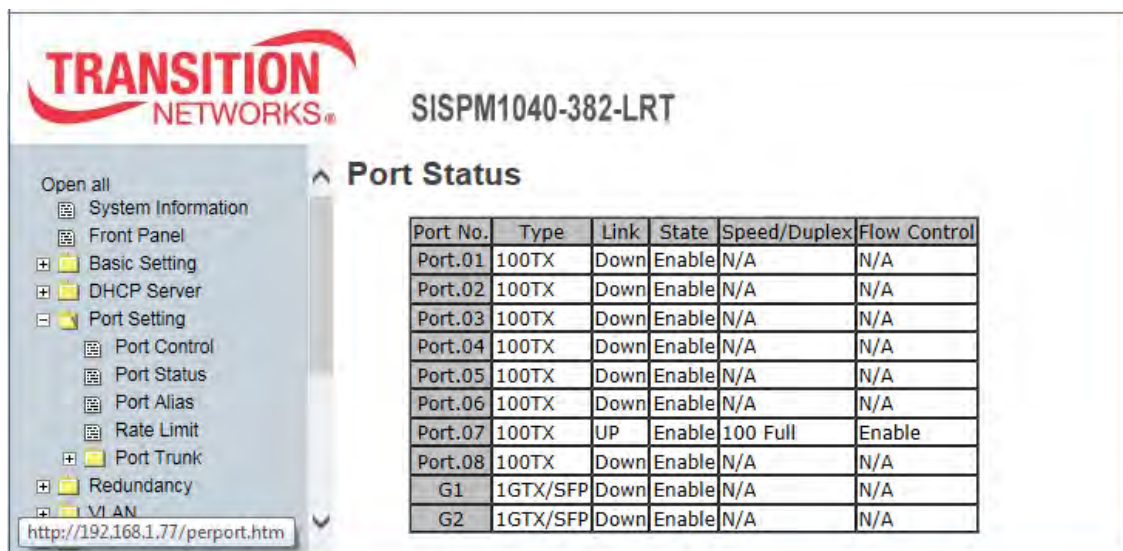 TRANSITION
NETWORKS®
SISPM1040-382-LRT
Open all
System Information
Front Panel
Basic Setting
DHCP Server
Port Setting
Port Control
Port Status
Port Alias
Rate Limit
Port Trunk
Redundancy
VLAN
http://192.168.1.77/perport.htm
Port Status
Port No. Type Link State Speed/Duplex Flow Control
Port.01 100TX Down Enable N/A N/A
Port.02 100TX Down Enable N/A N/A
Port.03 100TX Down Enable N/A N/A
Port.04 100TX Down Enable N/A N/A
Port.05 100TX Down Enable N/A N/A
Port.06 100TX Down Enable N/A N/A
Port.07 100TX UP Enable 100 Full Enable
Port.08 100TX Down Enable N/A N/A
G1 1GTX/SFP Down Enable N/A N/A
G2 1GTX/SFP Down Enable N/A N/A